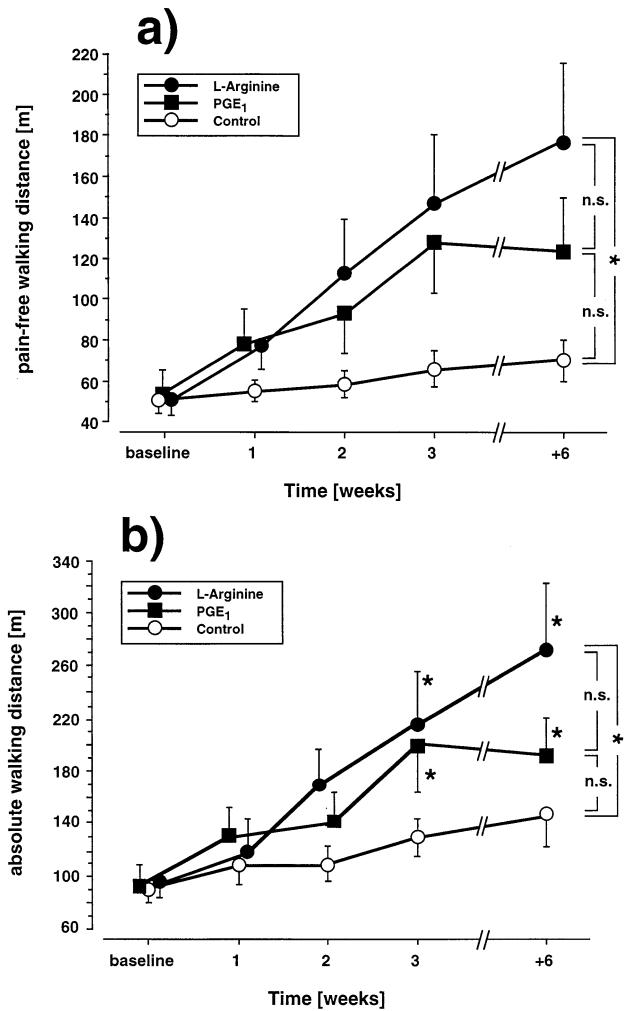 a)
pain-free walking distance [m]
220
200
180
160
140
120
100
80
60
40
L-Arginine
PGE1
Control
n.s.
*
n.s.
baseline 1 2 3 +6
Time [weeks]
b)
absolute walking distance [m]
340
300
260
220
180
140
100
60
L-Arginine
PGE1
Control
*
*
*
*
n.s.
*
n.s.
baseline 1 2 3 +6
Time [weeks]